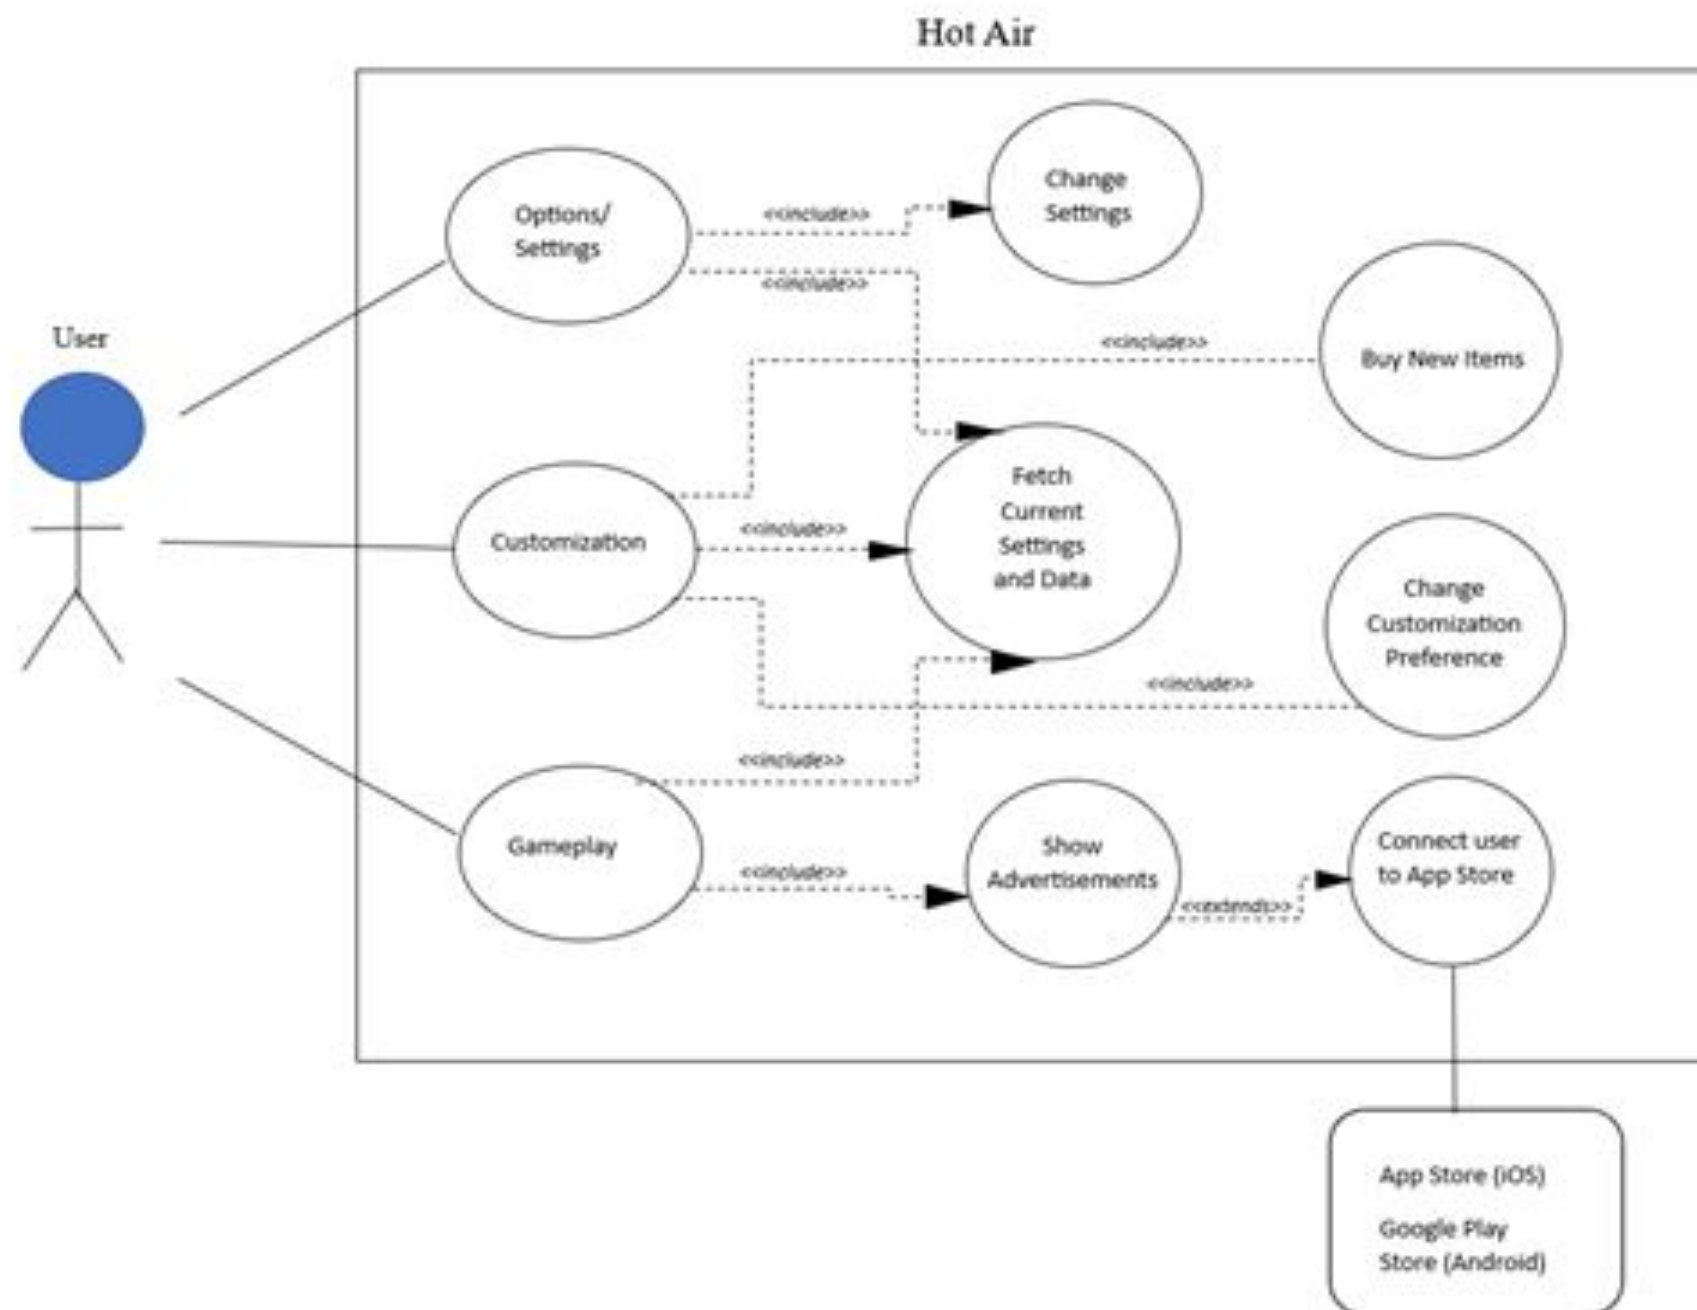 Hot Air
User
Options/
Settings
<<include>>
<<include>>
Change
Settings
<<include>>
Buy New Items
Customization
<<include>>
Fetch
Current
Settings
and Data
<<include>>
Change
Customization
Preference
Gameplay
<<include>>
<<include>>
Show
Advertisements
<<extend>>
Connect user
to App Store
App Store (iOS)
Google Play
Store (Android)